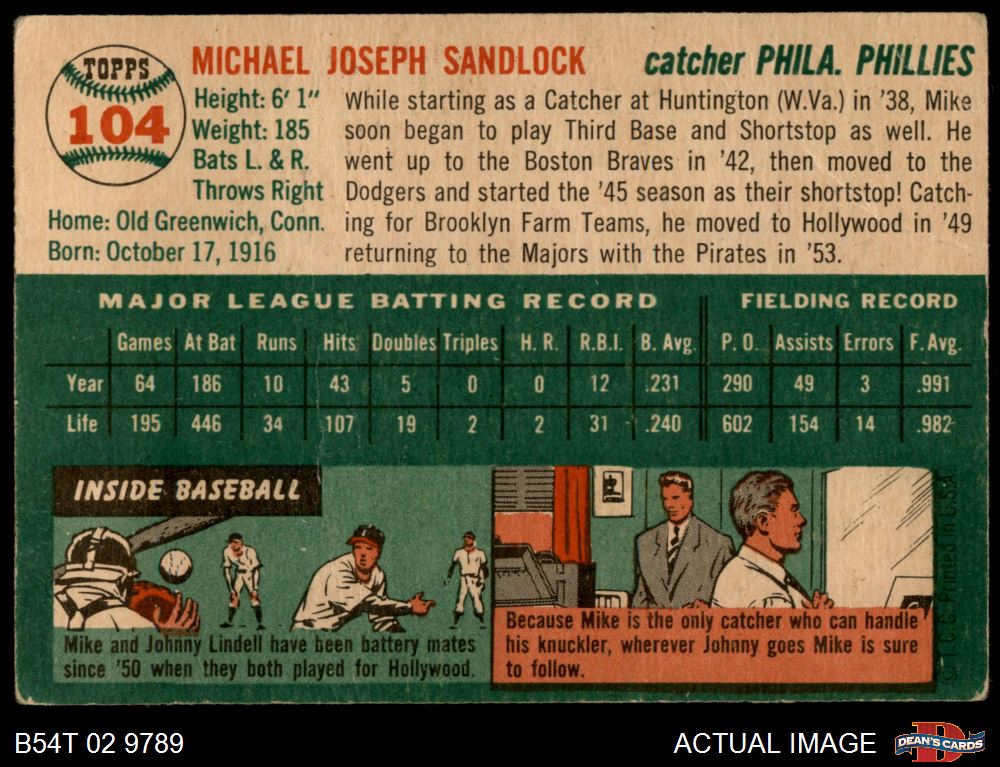 TOPPS
104
MICHAEL JOSEPH SANDLOCK
catcher PHILA. PHILLIES
Height: 6' 1"
Weight: 185
Bats L. & R.
Throws Right
Home: Old Greenwich, Conn.
Born: October 17, 1916
While starting as a Catcher at Huntington (W.Va.) in '38, Mike
soon began to play Third Base and Shortstop as well. He
went up to the Boston Braves in '42, then moved to the
Dodgers and started the '45 season as their shortstop! Catch-
ing for Brooklyn Farm Teams, he moved to Hollywood in '49
returning to the Majors with the Pirates in '53.
MAJOR LEAGUE BATTING RECORD FIELDING RECORD
Games At Bat Runs Hits Doubles Triples H. R. R.B.I. B. Avg. P. O. Assists Errors F. Avg.
Year 64 186 10 43 5 0 0 12 .231 290 49 3 .991
Life 195 446 34 107 19 2 2 31 .240 602 154 14 .982
INSIDE BASEBALL
Mike and Johnny Lindell have been battery mates
since '50 when they both played for Hollywood.
Because Mike is the only catcher who can handle
his knuckler, wherever Johnny goes Mike is sure
to follow.
© T. C. G. Printed in U.S.A.
B54T 02 9789
ACTUAL IMAGE
DEAN'S CARDS